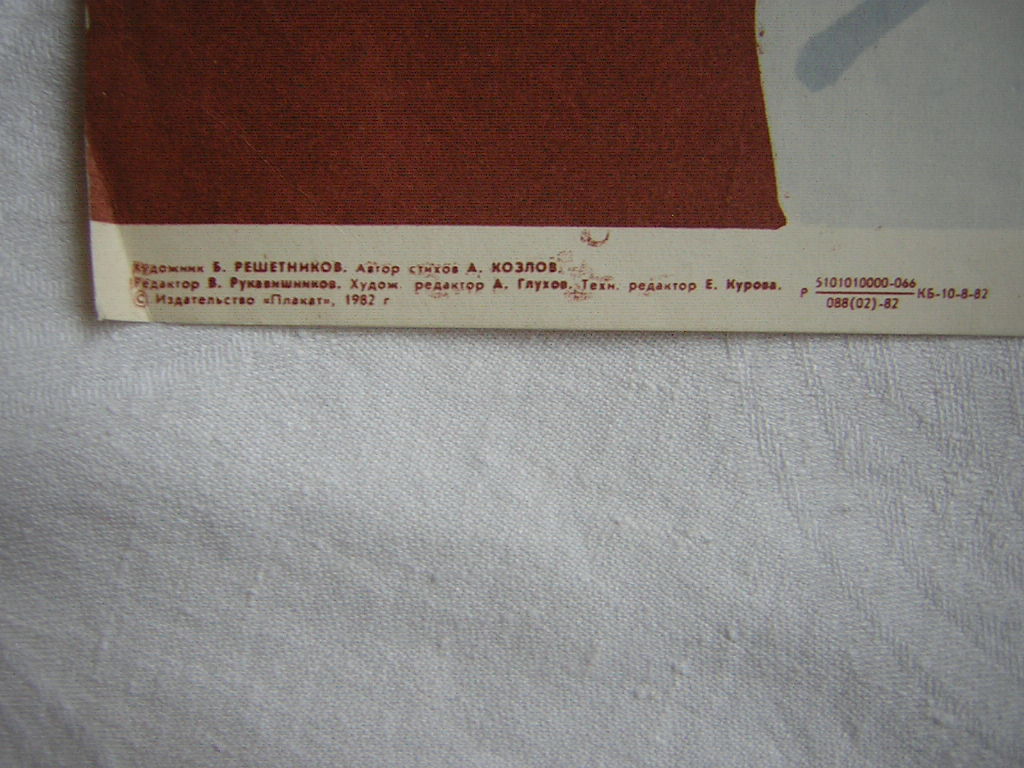 Художник Б. РЕШЕТНИКОВ. Автор стихов А. КОЗЛОВ.
Редактор В. Рукавишников. Худож. редактор А. Глухов. Техн. редактор Е. Курова.
© Издательство «Плакат», 1982 г
Р 5101010000-066 КБ-10-8-82
088(02)-82